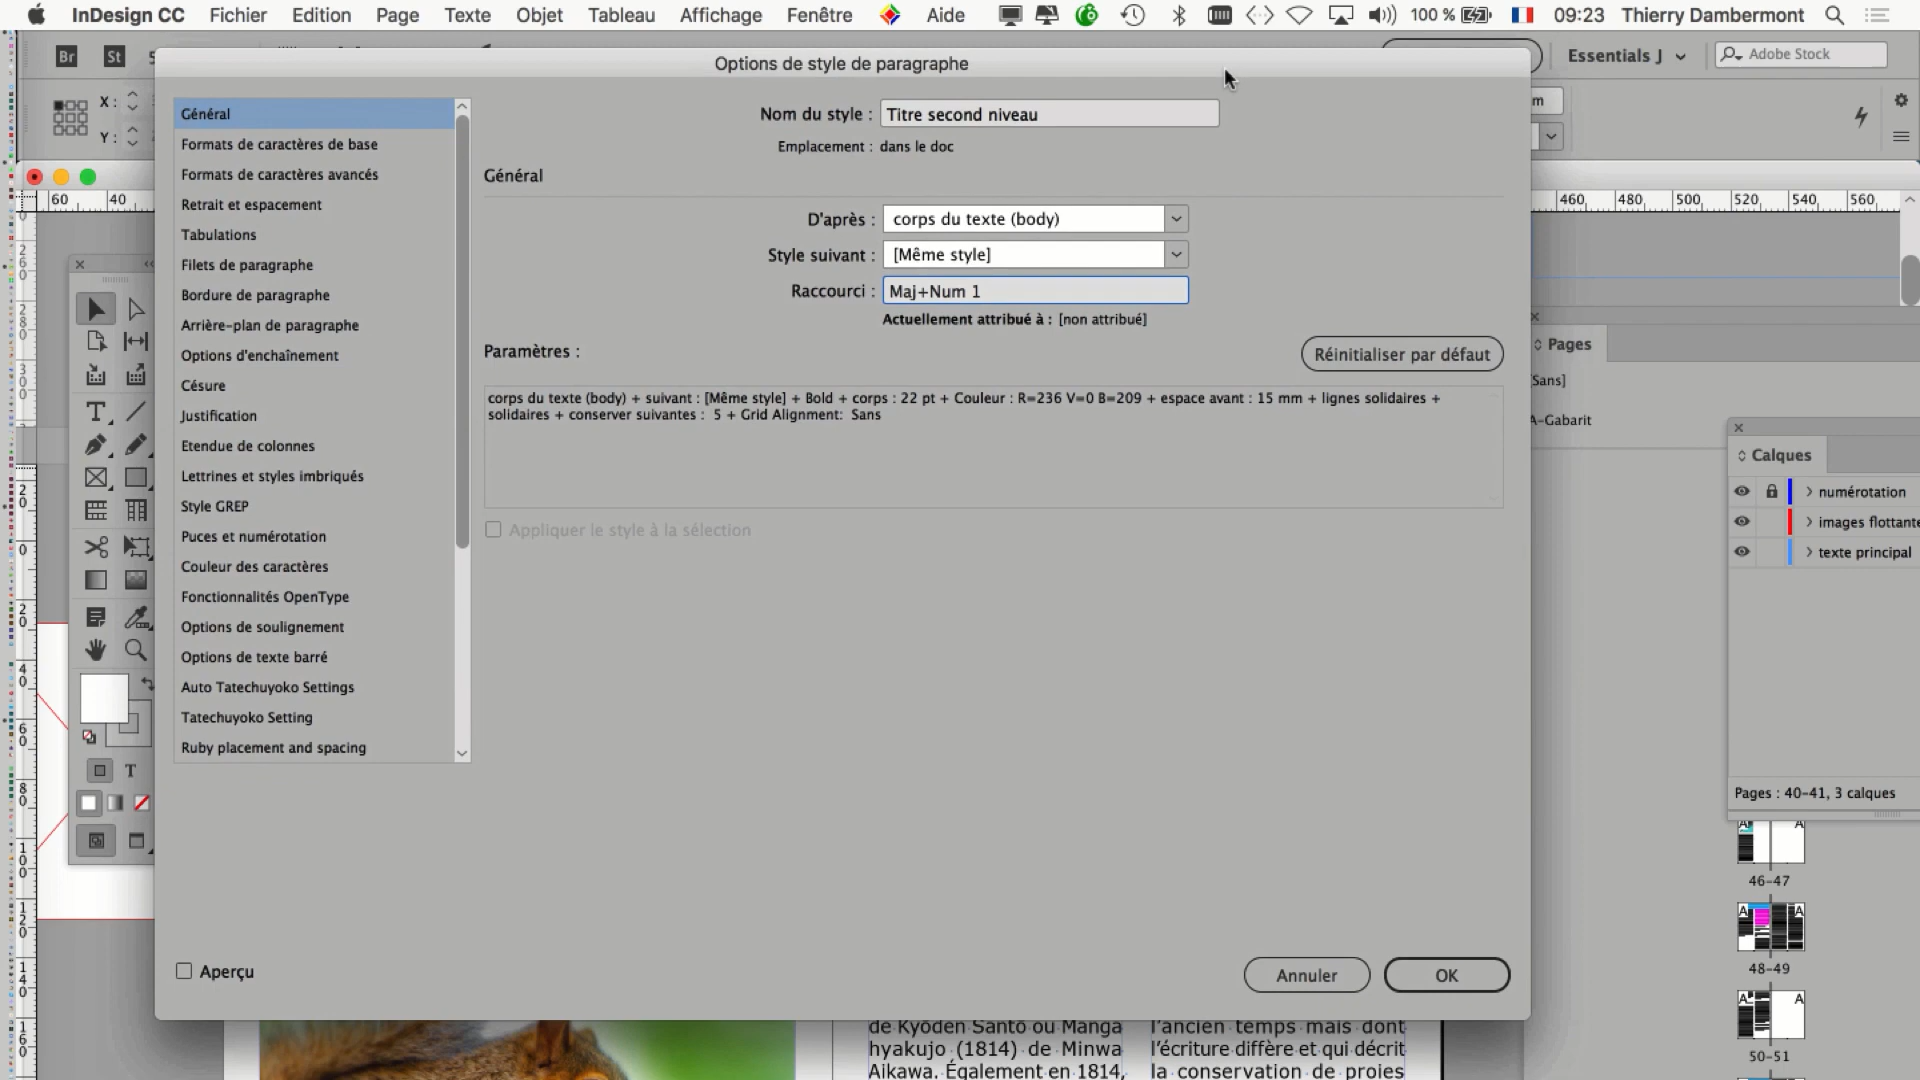 InDesign CC Fichier Edition Page Texte Objet Tableau Affichage Fenêtre Aide 100 % 09:23 Thierry Dambermont
Br St Essentials J Adobe Stock
Options de style de paragraphe
X :
Y :
m
60 40 460 480 500 520 540 560
Général
Formats de caractères de base
Formats de caractères avancés
Retrait et espacement
Tabulations
Filets de paragraphe
Bordure de paragraphe
Arrière-plan de paragraphe
Options d'enchaînement
Césure
Justification
Etendue de colonnes
Lettrines et styles imbriqués
Style GREP
Puces et numérotation
Couleur des caractères
Fonctionnalités OpenType
Options de soulignement
Options de texte barré
Auto Tatechuyoko Settings
Tatechuyoko Setting
Ruby placement and spacing
Nom du style : Titre second niveau
Emplacement : dans le doc
Général
D'après : corps du texte (body)
Style suivant : [Même style]
Raccourci : Maj+Num 1
Actuellement attribué à : [non attribué]
Paramètres : Réinitialiser par défaut
corps du texte (body) + suivant : [Même style] + Bold + corps : 22 pt + Couleur : R=236 V=0 B=209 + espace avant : 15 mm + lignes solidaires +
solidaires + conserver suivantes : 5 + Grid Alignment: Sans
Appliquer le style à la sélection
Aperçu
Annuler OK
Pages
[Sans]
A-Gabarit
Calques
numérotation
images flottante
texte principal
Pages : 40-41, 3 calques
46-47
48-49
50-51
de Kyōden Santō ou Manga
hyakujo (1814) de Minwa
Aikawa. Également en 1814,
l'ancien temps mais dont
l'écriture diffère et qui décrit
la conservation de proies